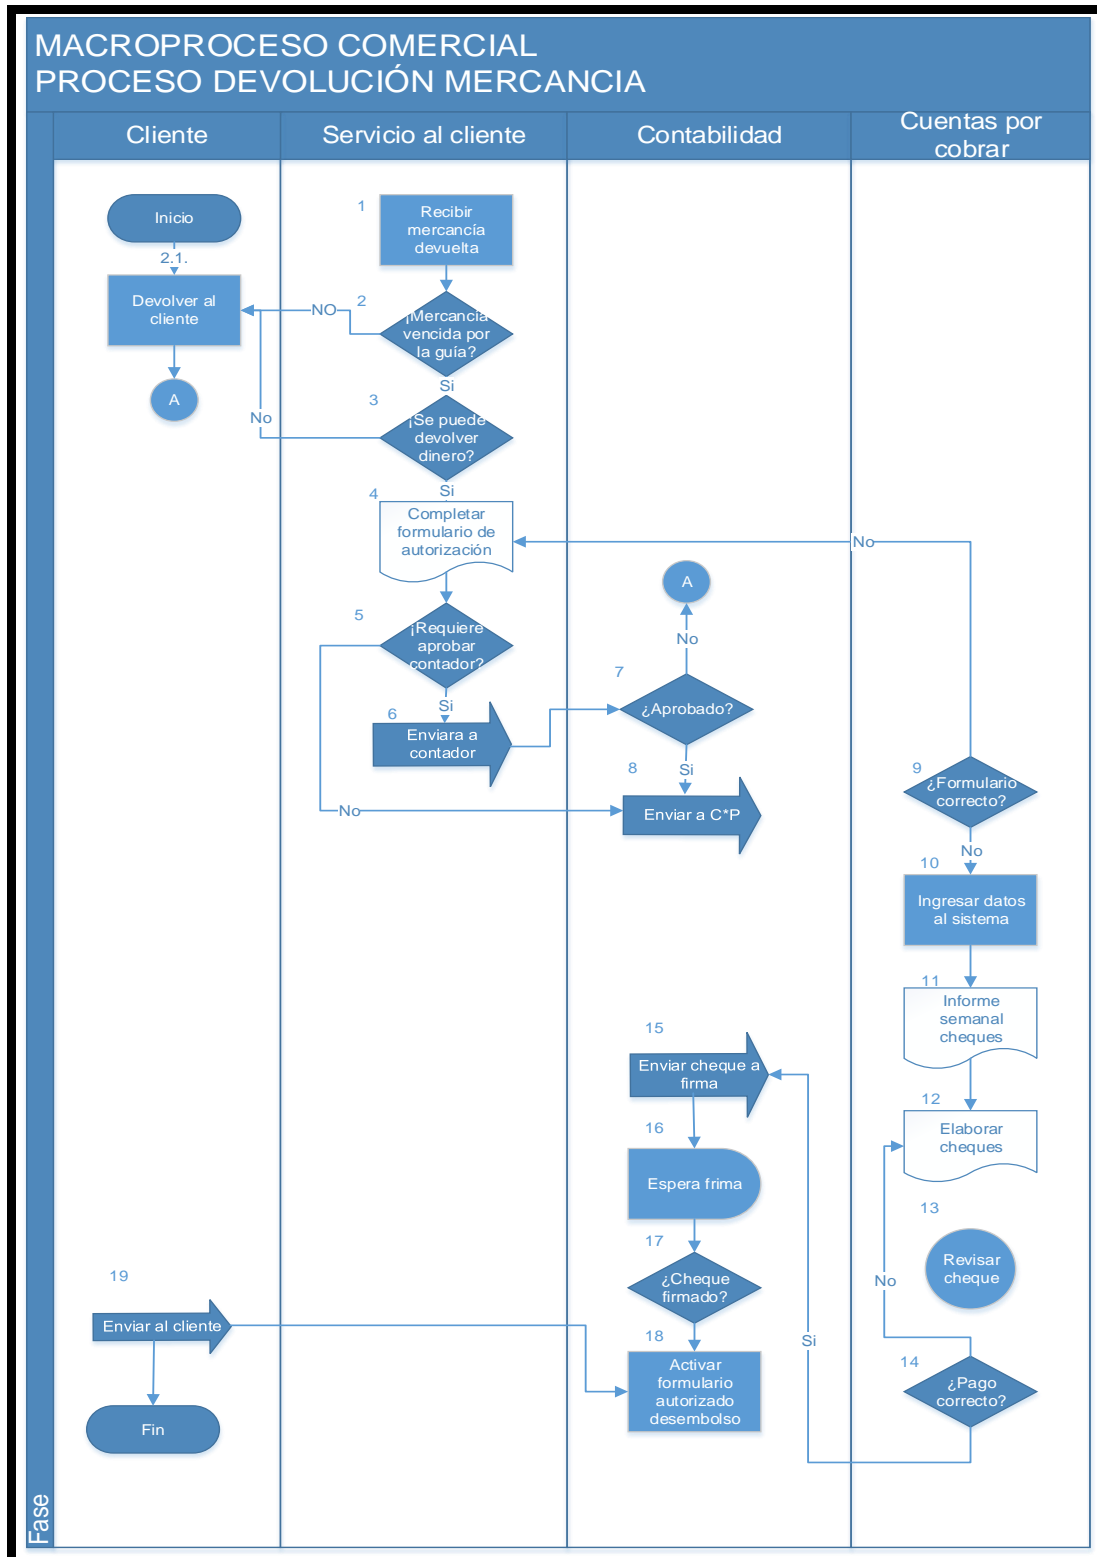 MACROPROCESO COMERCIAL
PROCESO DEVOLUCIÓN MERCANCIA
Cliente
Servicio al cliente
Contabilidad
Cuentas por
cobrar
Inicio
2.1.
Devolver al
cliente
A
1
Recibir
mercancía
devuelta
2
¡Mercancía
vencida por
la guía?
NO
Si
3
¡Se puede
devolver
dinero?
No
Si
4
Completar
formulario de
autorización
No
5
¡Requiere
aprobar
contador?
Si
6
Enviara a
contador
No
A
No
7
¿Aprobado?
Si
8
Enviar a C*P
9
¿Formulario
correcto?
No
10
Ingresar datos
al sistema
11
Informe
semanal
cheques
12
Elaborar
cheques
13
Revisar
cheque
No
14
¿Pago
correcto?
Si
15
Enviar cheque a
firma
16
Espera frima
17
¿Cheque
firmado?
18
Activar
formulario
autorizado
desembolso
19
Enviar al cliente
Fin
Fase